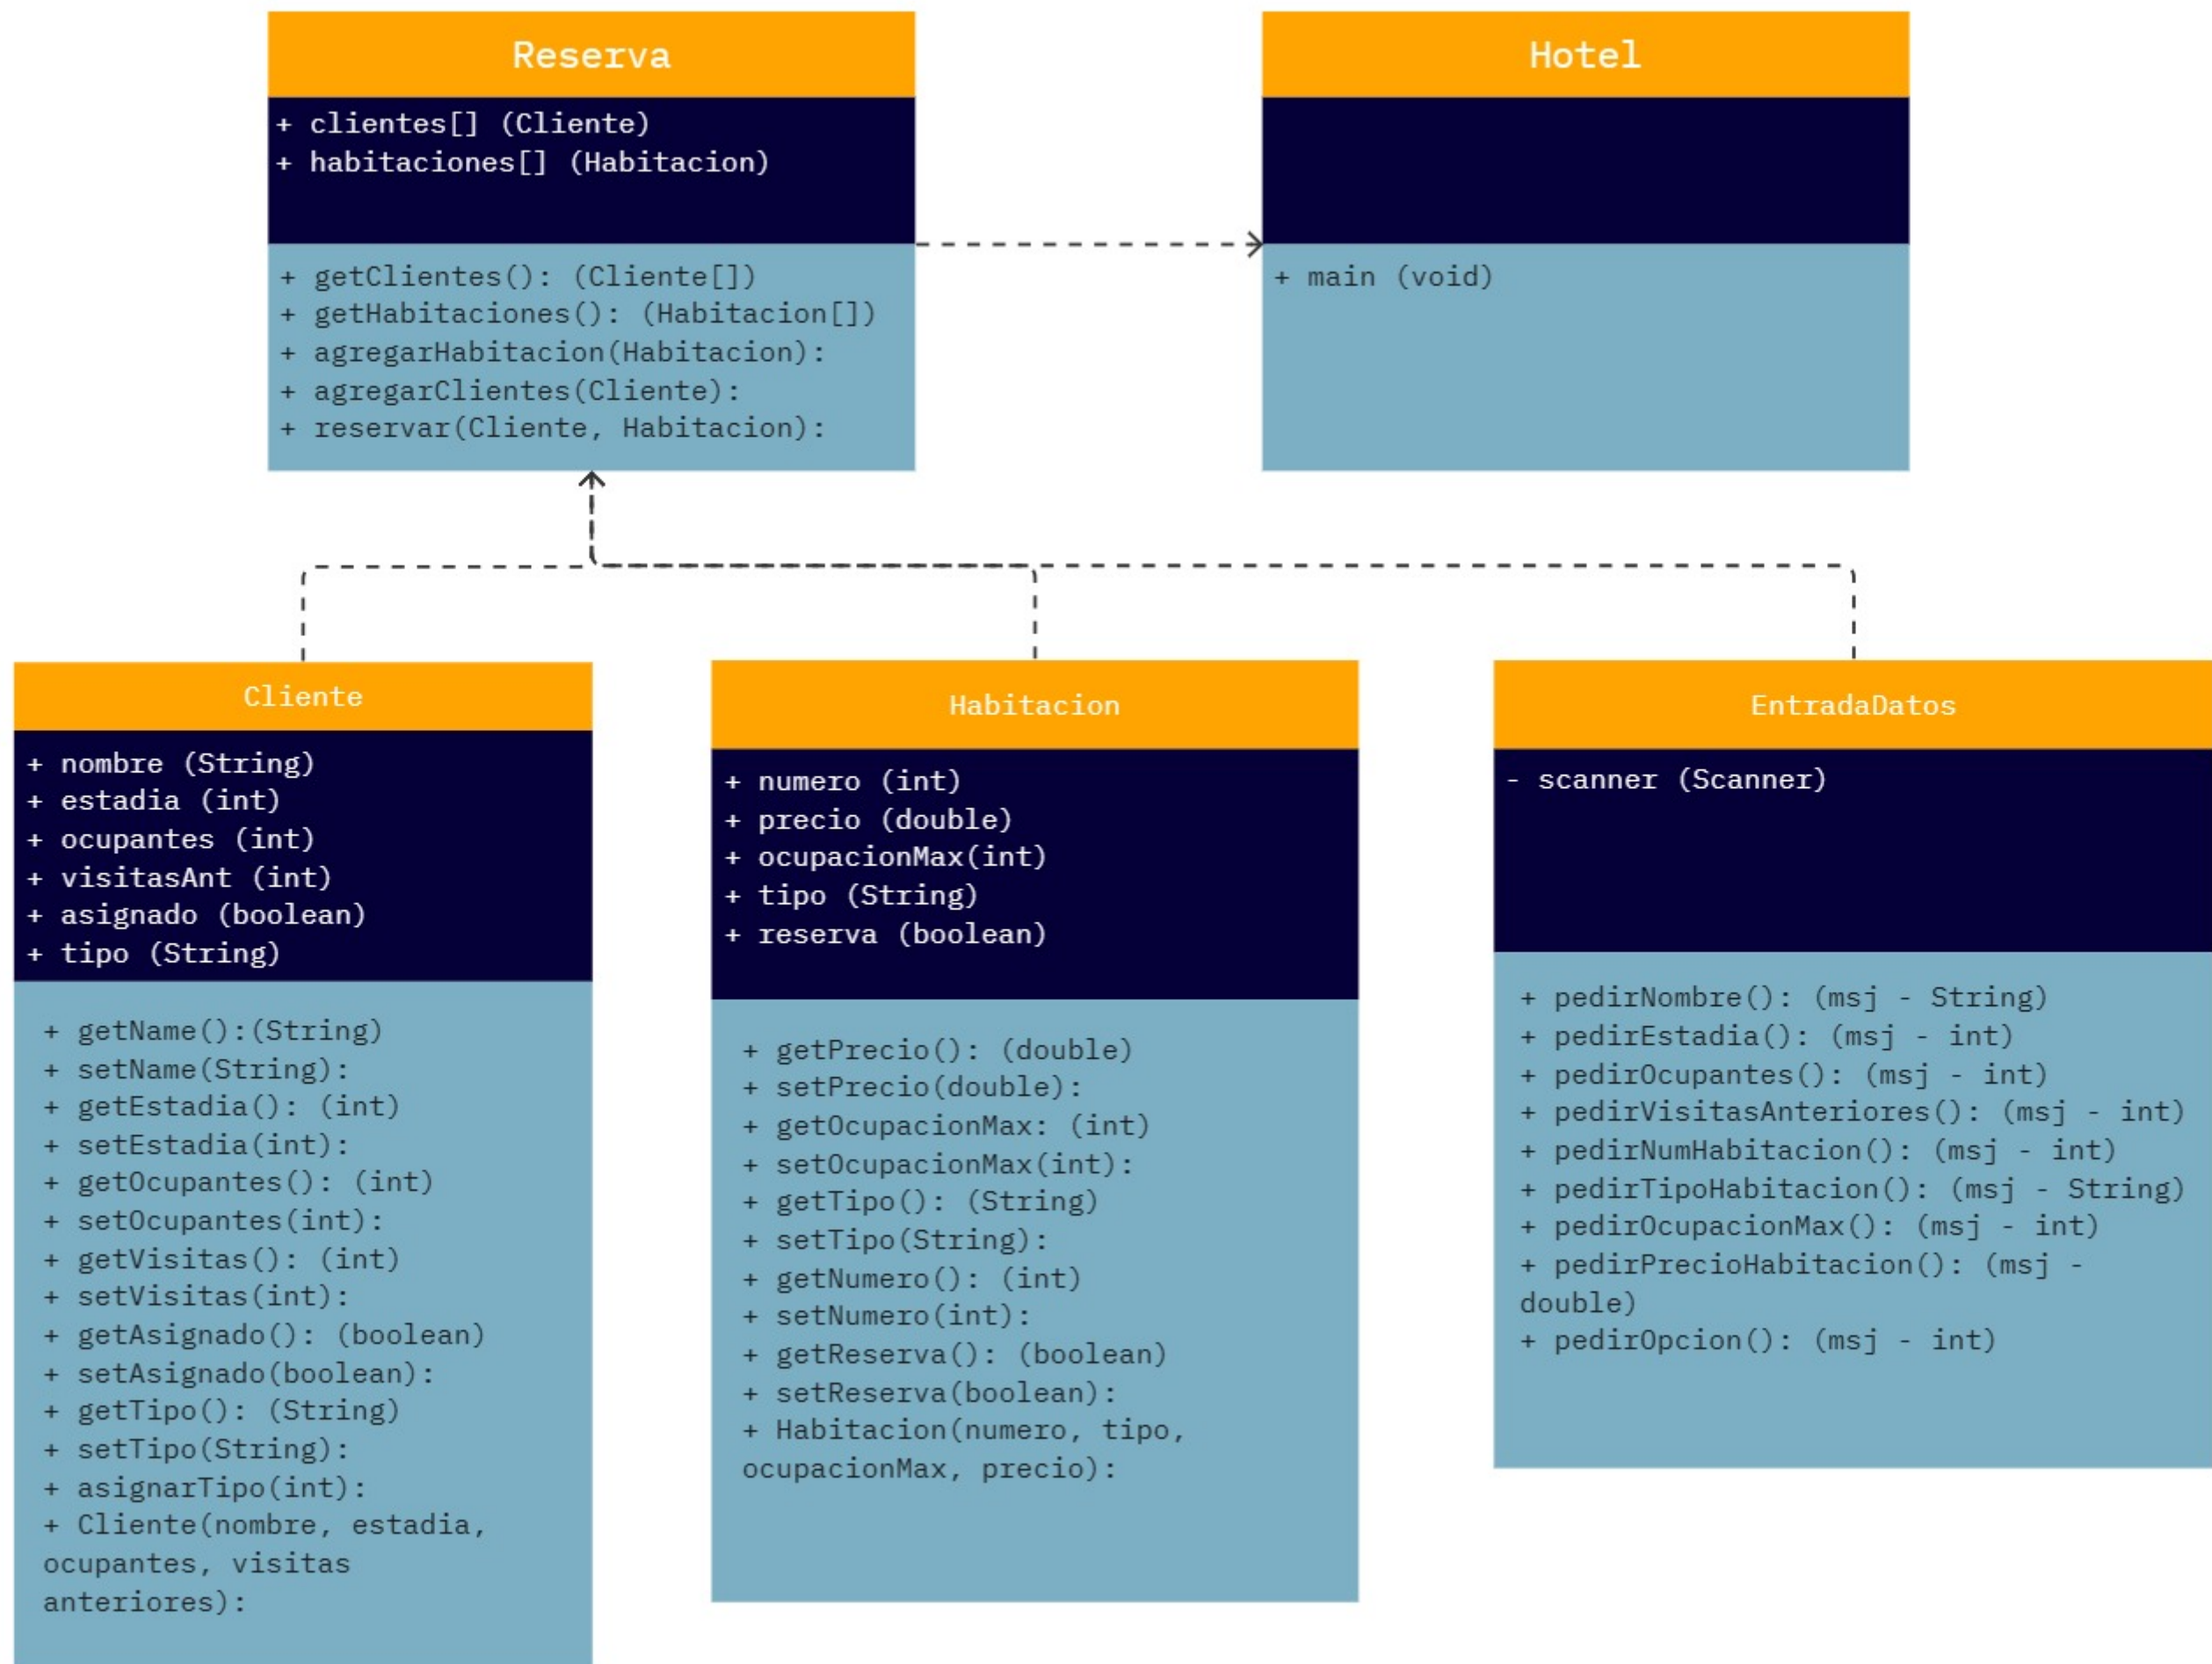 Reserva
+ clientes[] (Cliente)
+ habitaciones[] (Habitacion)
+ getClientes(): (Cliente[])
+ getHabitaciones(): (Habitacion[])
+ agregarHabitacion(Habitacion):
+ agregarClientes(Cliente):
+ reservar(Cliente, Habitacion):
Hotel
+ main (void)
Cliente
+ nombre (String)
+ estadia (int)
+ ocupantes (int)
+ visitasAnt (int)
+ asignado (boolean)
+ tipo (String)
+ getName():(String)
+ setName(String):
+ getEstadia(): (int)
+ setEstadia(int):
+ getOcupantes(): (int)
+ setOcupantes(int):
+ getVisitas(): (int)
+ setVisitas(int):
+ getAsignado(): (boolean)
+ setAsignado(boolean):
+ getTipo(): (String)
+ setTipo(String):
+ asignarTipo(int):
+ Cliente(nombre, estadia,
ocupantes, visitas
anteriores):
Habitacion
+ numero (int)
+ precio (double)
+ ocupacionMax(int)
+ tipo (String)
+ reserva (boolean)
+ getPrecio(): (double)
+ setPrecio(double):
+ getOcupacionMax: (int)
+ setOcupacionMax(int):
+ getTipo(): (String)
+ setTipo(String):
+ getNumero(): (int)
+ setNumero(int):
+ getReserva(): (boolean)
+ setReserva(boolean):
+ Habitacion(numero, tipo,
ocupacionMax, precio):
EntradaDatos
- scanner (Scanner)
+ pedirNombre(): (msj - String)
+ pedirEstadia(): (msj - int)
+ pedirOcupantes(): (msj - int)
+ pedirVisitasAnteriores(): (msj - int)
+ pedirNumHabitacion(): (msj - int)
+ pedirTipoHabitacion(): (msj - String)
+ pedirOcupacionMax(): (msj - int)
+ pedirPrecioHabitacion(): (msj -
double)
+ pedirOpcion(): (msj - int)